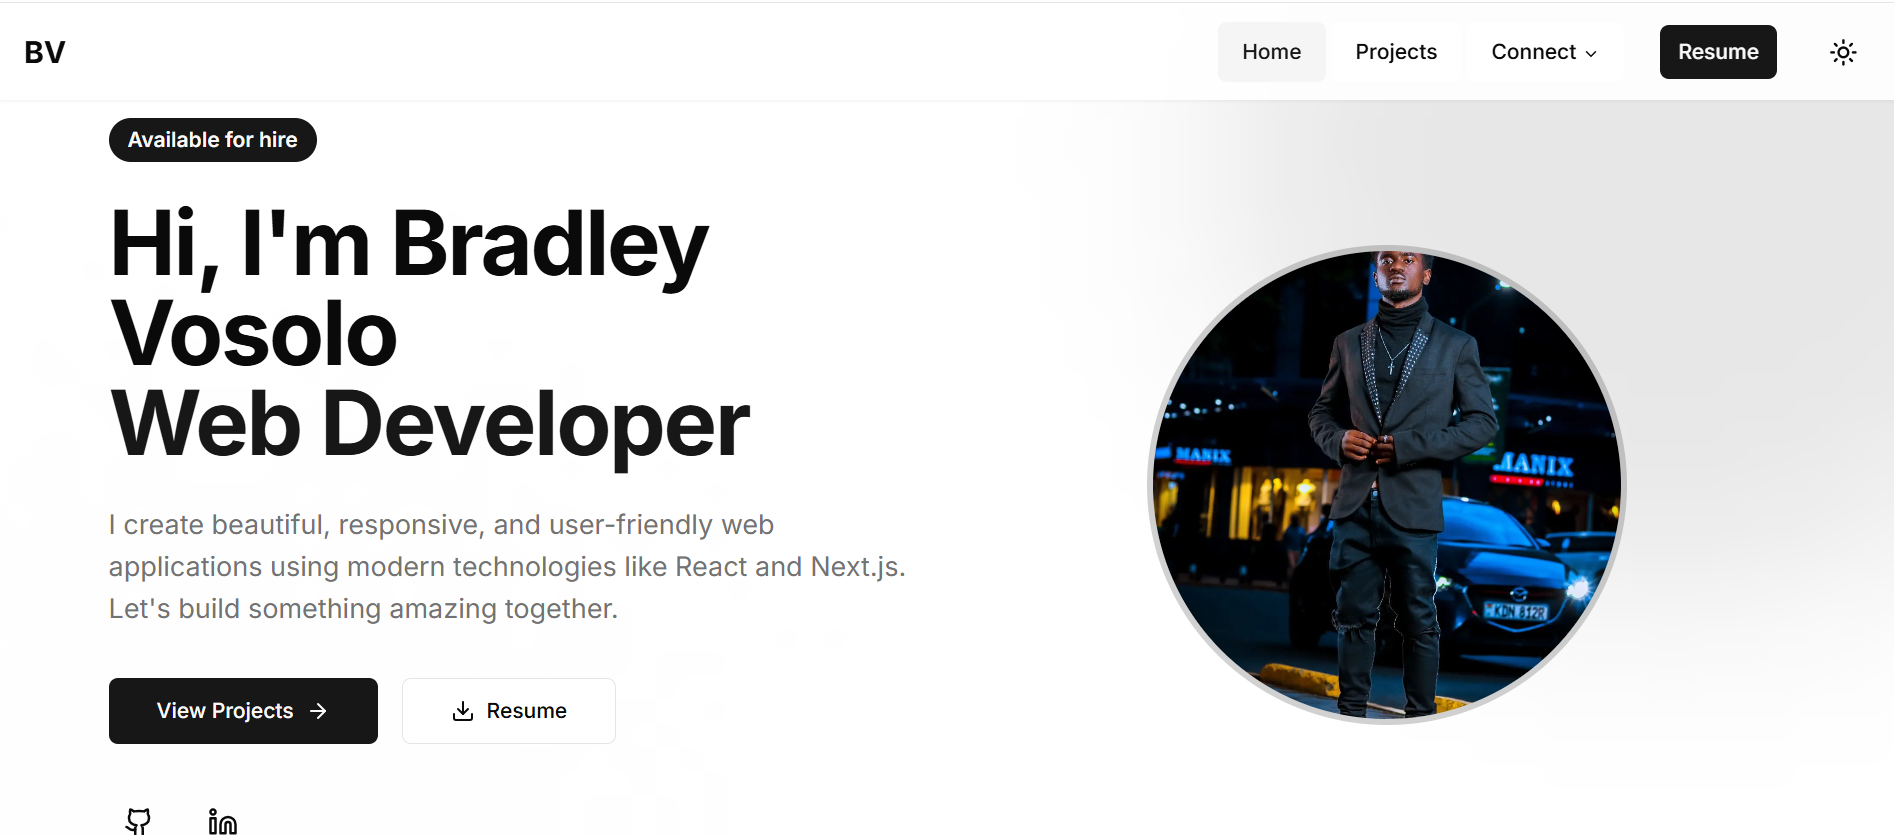 BV
Home
Projects
Connect
Resume
Available for hire
Hi, I'm Bradley
Vosolo
Web Developer
I create beautiful, responsive, and user-friendly web
applications using modern technologies like React and Next.js.
Let's build something amazing together.
View Projects
Resume
MANIX
MANIX
KDN 812R